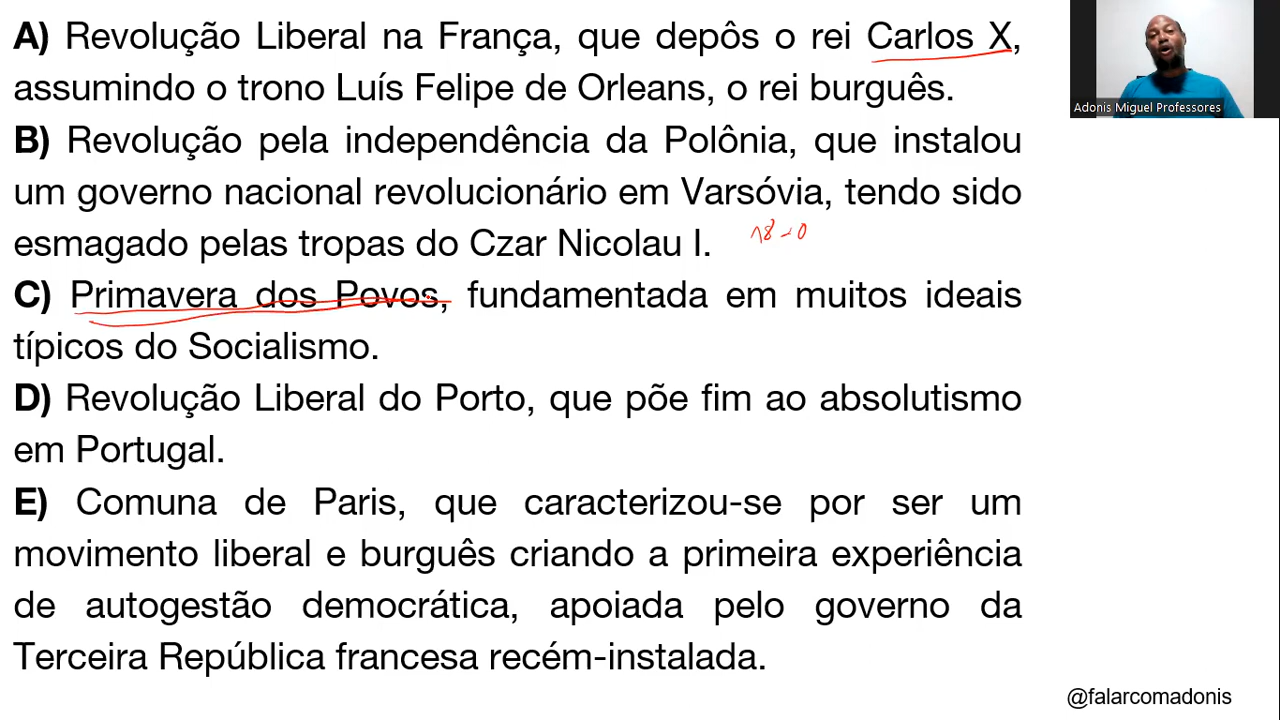 A) Revolução Liberal na França, que depôs o rei Carlos X,
assumindo o trono Luís Felipe de Orleans, o rei burguês.
B) Revolução pela independência da Polônia, que instalou
um governo nacional revolucionário em Varsóvia, tendo sido
esmagado pelas tropas do Czar Nicolau I.
C) Primavera dos Povos, fundamentada em muitos ideais
típicos do Socialismo.
D) Revolução Liberal do Porto, que põe fim ao absolutismo
em Portugal.
E) Comuna de Paris, que caracterizou-se por ser um
movimento liberal e burguês criando a primeira experiência
de autogestão democrática, apoiada pelo governo da
Terceira República francesa recém-instalada.
Adonis Miguel Professores
@falarcomadonis